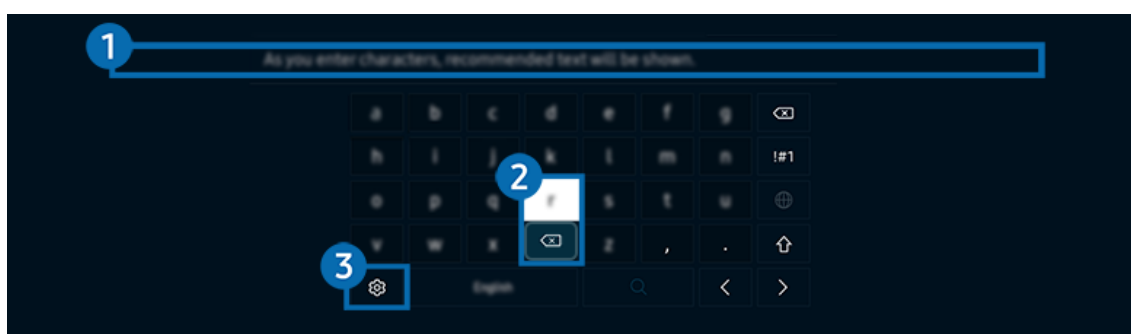 1
As you enter characters, recommended text will be shown.
a b c d e f g
h i j k l m n !#1
2
o p q r s t u
v w x z , .
3
English